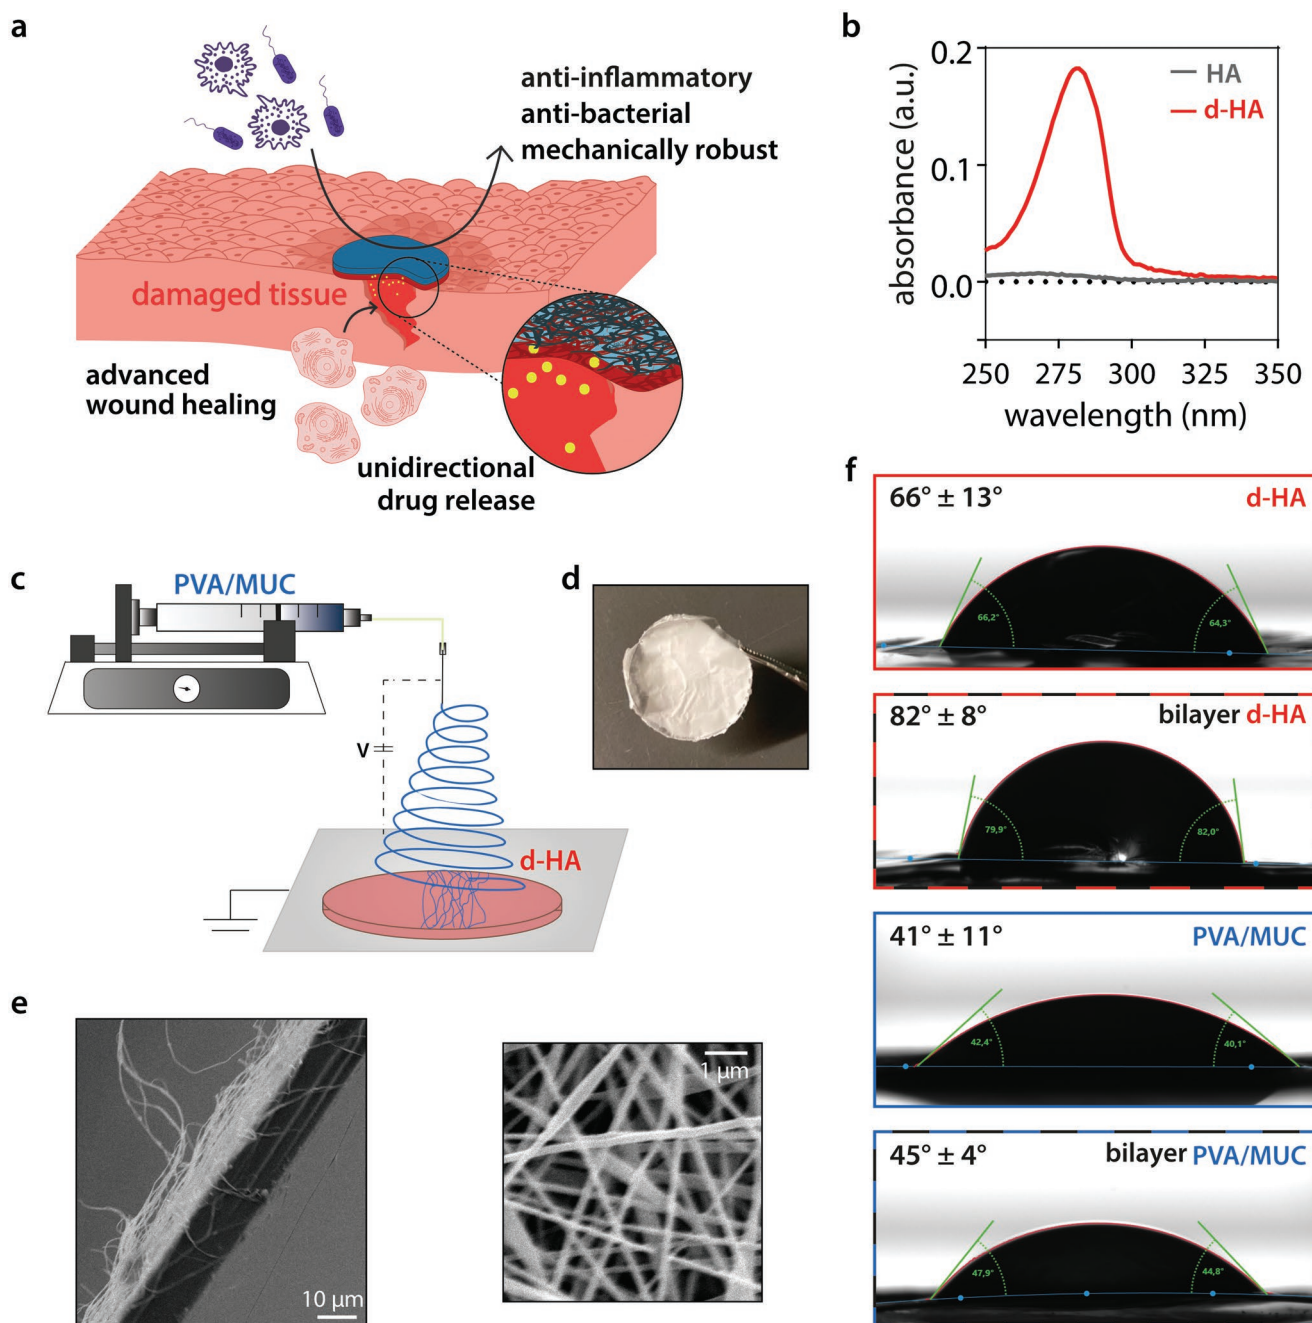 a
anti-inflammatory
anti-bacterial
mechanically robust
damaged tissue
advanced
wound healing
unidirectional
drug release
b
0.2
0.1
0.0
absorbance (a.u.)
HA
d-HA
250 275 300 325 350
wavelength (nm)
c
PVA/MUC
V
d-HA
d
e
10 µm
1 µm
f
66° ± 13°
d-HA
66,2°
64,3°
82° ± 8°
bilayer d-HA
79,9°
82,0°
41° ± 11°
PVA/MUC
42,4°
40,1°
45° ± 4°
bilayer PVA/MUC
47,9°
44,8°